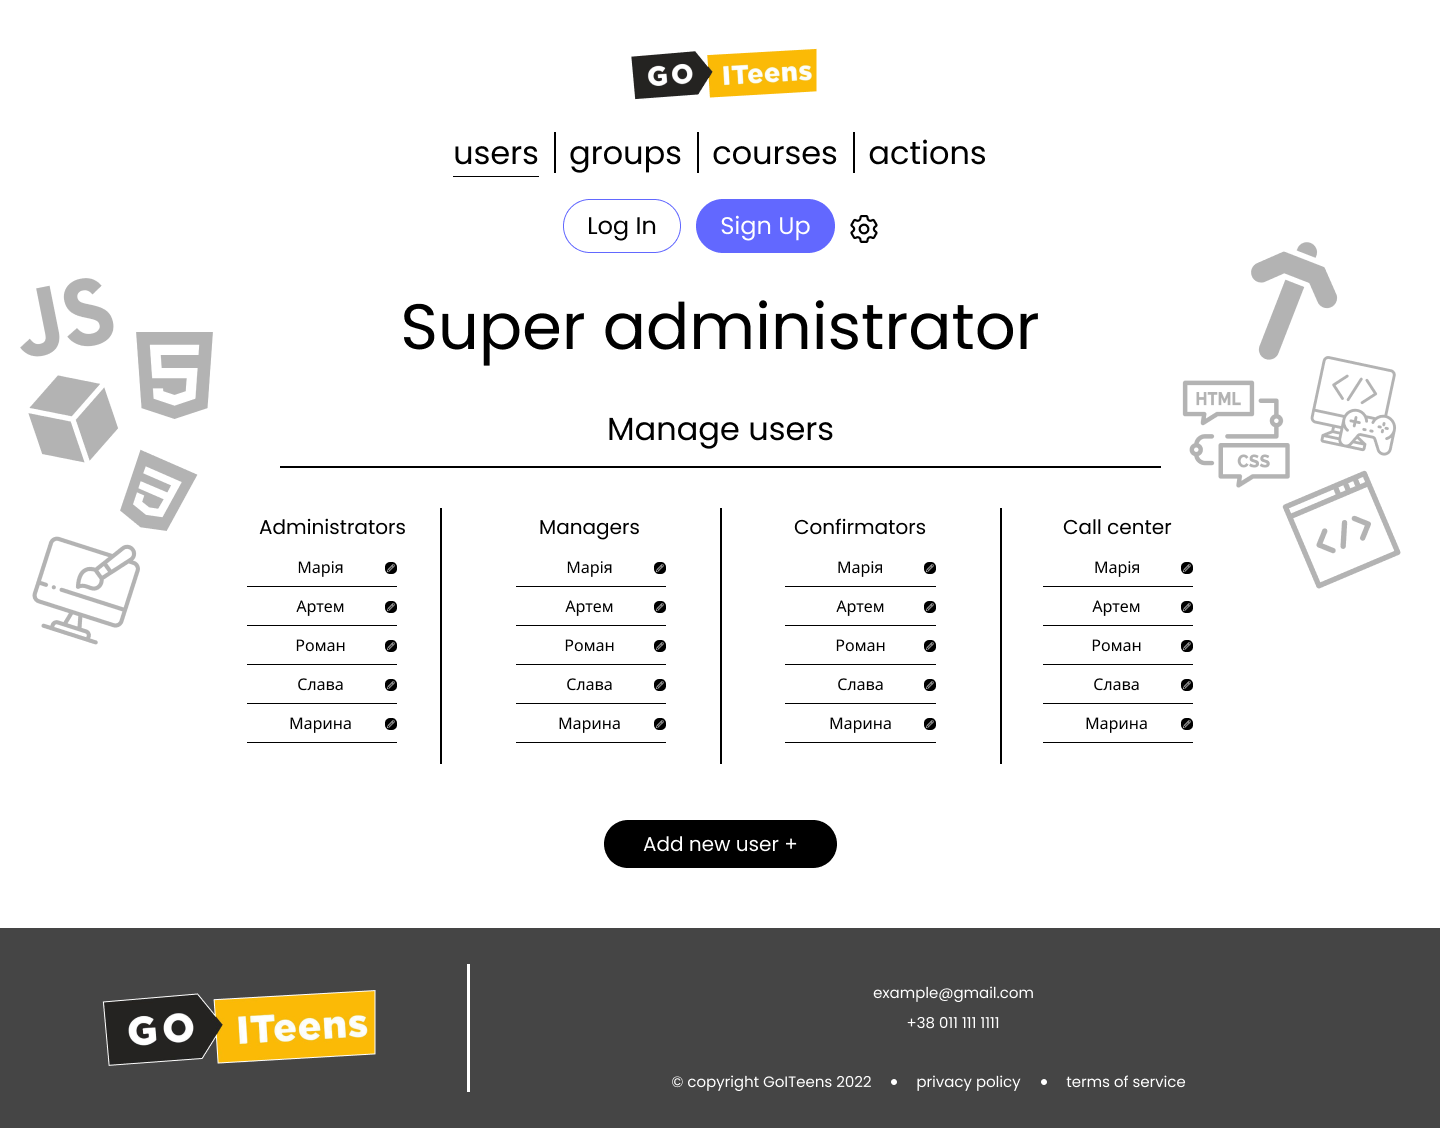 GO ITeens
users groups courses actions
Log In Sign Up
JS
Super administrator
HTML
CSS
Manage users
Administrators Managers Confirmators Call center
Марія Марія Марія Марія
Артем Артем Артем Артем
Роман Роман Роман Роман
Слава Слава Слава Слава
Марина Марина Марина Марина
Add new user +
GO ITeens
example@gmail.com
+38 011 111 1111
© copyright GoITeens 2022 • privacy policy • terms of service